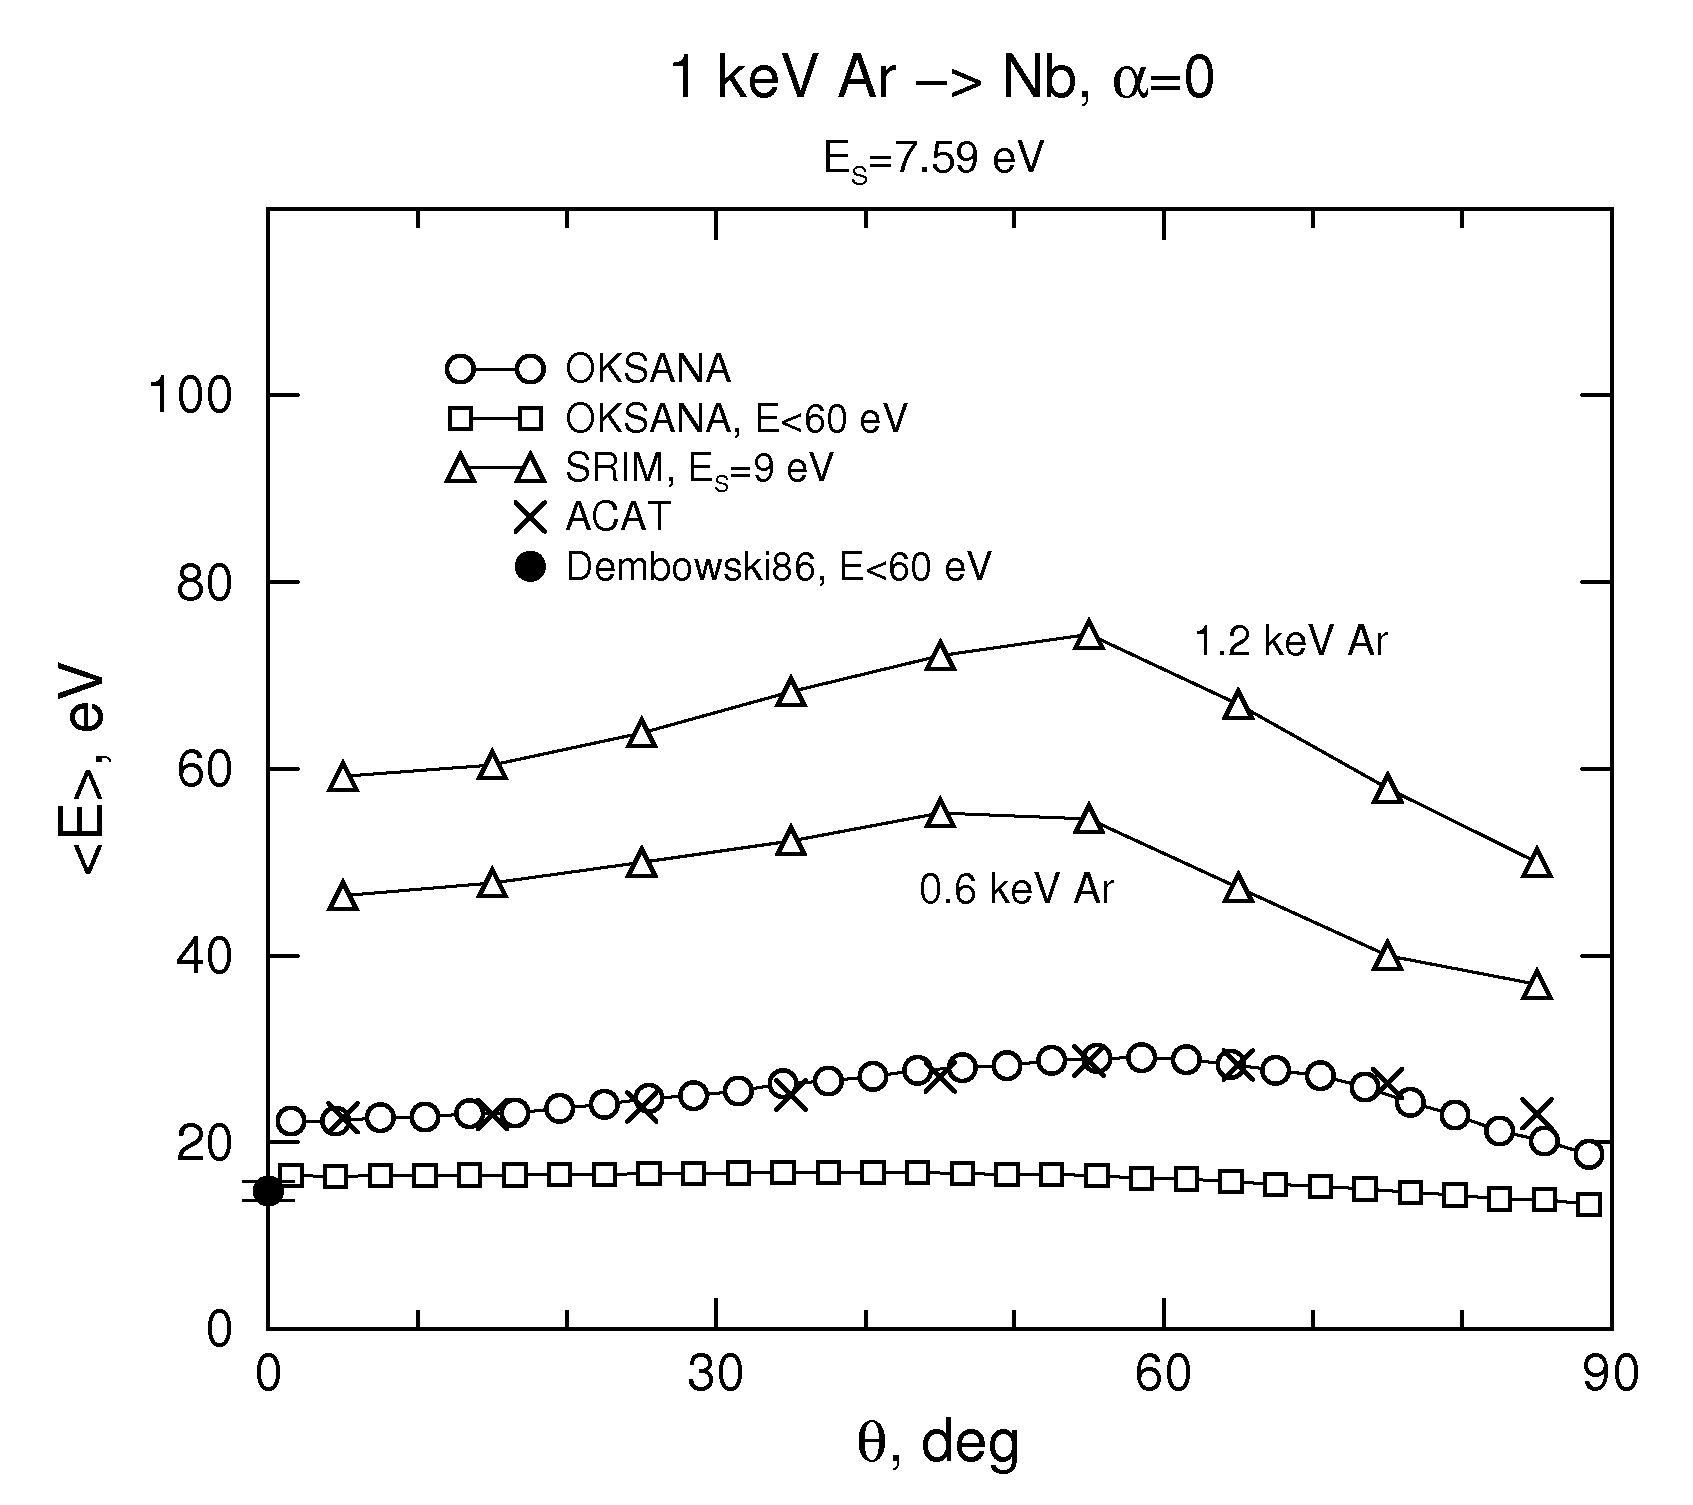 1 keV Ar −> Nb, α=0
E_S=7.59 eV
OKSANA
OKSANA, E<60 eV
SRIM, E_S=9 eV
ACAT
Dembowski86, E<60 eV
1.2 keV Ar
0.6 keV Ar
<E>, eV
100
80
60
40
20
0
0 30 60 90
θ, deg